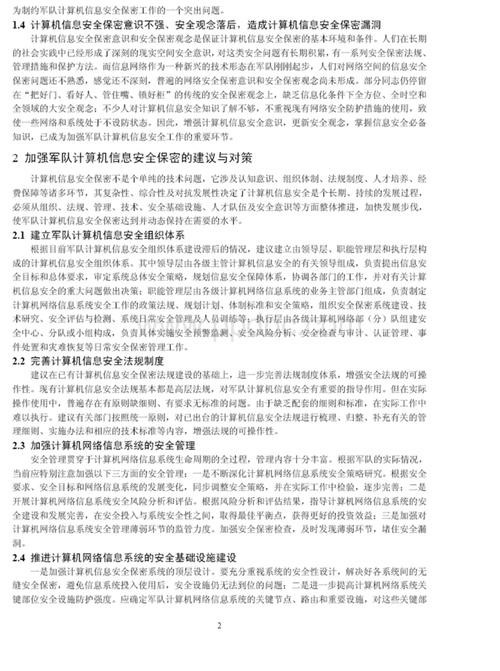 为制约军队计算机信息安全保密工作的一个突出问题。
1.4 计算机信息安全保密意识不强、安全观念落后，造成计算机信息安全保密漏洞
计算机信息安全保密意识和安全保密观念是保证计算机信息安全保密的基本环境和条件。人们在长期
的社会实践中已经形成了深刻的现实空间安全意识，对这类安全问题有长期积累，有一系列安全保密法规、
管理措施和保护方法。而信息网络作为一种新兴的技术形态在军队刚刚起步，人们对网络空间的信息安全
保密问题还不熟悉，感觉还不深刻，普遍的网络安全保密意识和安全保密观念尚未形成。部分同志仍停留
在“把好门、看好人、管住嘴、锁好柜”的传统的安全保密观念上，缺乏信息化条件下全方位、全时空和
全领域的大安全观念；不少人对计算机信息安全知识了解不够，不重视现有网络安全防护措施的使用，致
使一些网络和系统处于不设防状态。因此，增强计算机信息安全意识，更新安全观念，掌握信息安全必备
知识，已成为加强军队计算机信息安全工作的重要环节。
2 加强军队计算机信息安全保密的建议与对策
计算机信息安全保密不是个单纯的技术问题，它涉及认知意识、组织体制、法规制度、人才培养、经
费保障等诸多环节，其复杂性、综合性及对抗发展性决定了计算机信息安全是个长期、持续的发展过程，
必须从组织、法规、管理、技术、安全基础设施、人才队伍及安全意识等方面整体推进，加快发展步伐，
使军队计算机信息安全保密达到并动态保持在需要的水平。
2.1 建立军队计算机信息安全组织体系
根据目前军队计算机信息安全组织体系建设滞后的情况，建议建立由领导层、职能管理层和执行层构
成的计算机信息安全组织体系。其中领导层由各级主管计算机信息安全的有关领导组成，负责提出信息安
全目标和总体要求，审定系统总体安全策略，规划信息安全保障体系，协调各部门的工作，并对有关计算
机信息安全的重大问题做出决策；职能管理层由各级计算机网络信息系统的业务主管部门组成，负责制定
计算机网络信息系统安全工作的政策法规、规划计划、体制标准和安全策略，组织安全保密系统建设、技
术研究、安全评估与检测、系统日常安全管理及人员训练等；执行层由各级计算机网络部（分）队组建安
全中心、分队或小组构成，负责具体实施安全预警监测、安全风险分析、安全检查与审计、认证管理、事
件处置和灾难恢复等日常安全保密管理工作。
2.2 完善计算机信息安全法规制度
建议在已有计算机信息安全保密法规建设的基础上，进一步完善法规制度体系，增强安全法规的可操
作性。现有计算机信息安全法规基本都是高层法规，对军队计算机信息安全有重要的指导作用。但在实际
操作使用中，普遍存在有原则缺细则、有要求无标准的问题。由于缺乏配套的细则和标准，在实际工作中
难以执行。建议有关部门按照统一原则，对已出台的计算机信息安全法规进行梳理、归整、补充有关的管
理细则、实施办法和相应的技术标准等内容，增强法规的可操作性。
2.3 加强计算机网络信息系统的安全管理
安全管理贯穿于计算机网络信息系统生命周期的全过程，管理内容十分丰富。根据军队的实际情况，
当前应特别注意加强以下三方面的安全管理：一是不断深化计算机网络信息系统安全策略研究。根据安全
要求、安全目标和网络信息系统的发展变化，同步调整安全策略，并在实际工作中检验，逐步完善；二是
开展计算机网络信息系统安全风险分析和评估。根据风险分析和评估结果，指导计算机网络信息系统的安
全建设和发展完善，在安全投入与系统安全性之间，取得最佳平衡点，获得更好的投资效益；三是加强对
计算机网络信息系统安全管理薄弱环节的监管力度。加强安全保密检查，及时发现薄弱环节，堵住安全漏
洞。
2.4 推进计算机网络信息系统的安全基础设施建设
一是加强计算机信息安全保密系统的顶层设计。要充分重视系统的安全性设计，解决好各系统间的无
缝安全保密，避免信息系统投入使用后，安全设施仍无法到位的问题；二是进一步提高计算机网络系统关
键部位安全设施防护强度。应确定军队计算机网络信息系统的关键节点、路由和重要设施，对这些关键部
2